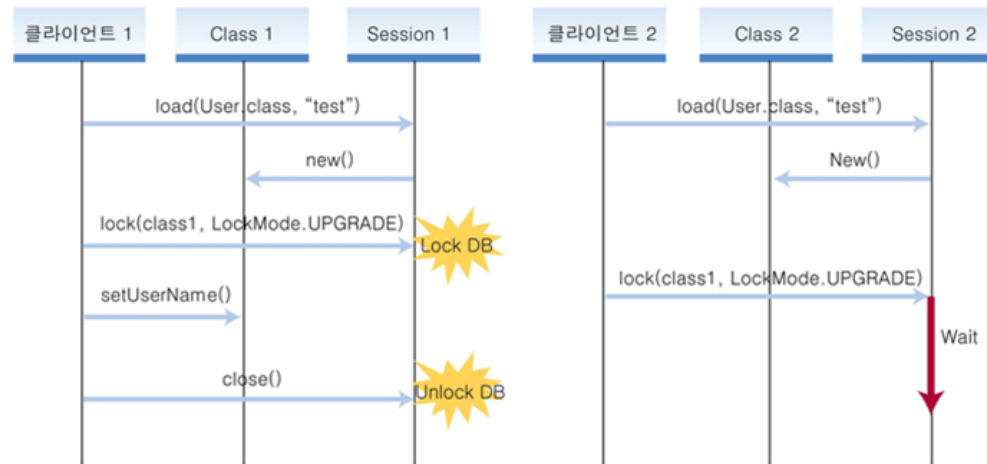 클라이언트 1
Class 1
Session 1
load(User.class, “test”)
new()
lock(class1, LockMode.UPGRADE)
Lock DB
setUserName()
close()
Unlock DB
클라이언트 2
Class 2
Session 2
load(User.class, “test”)
New()
lock(class1, LockMode.UPGRADE)
Wait